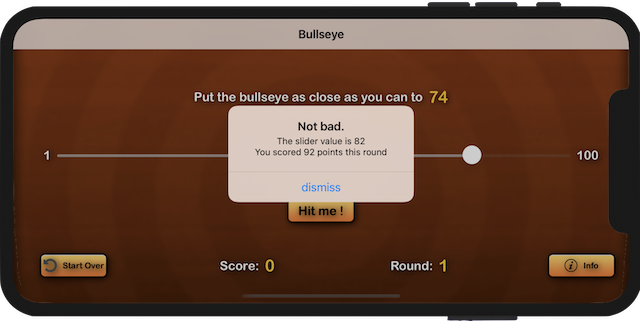 Bullseye
Put the bullseye as close as you can to 74
Not bad.
The slider value is 82
You scored 92 points this round
1
100
dismiss
Hit me !
Start Over
Score: 0
Round: 1
Info